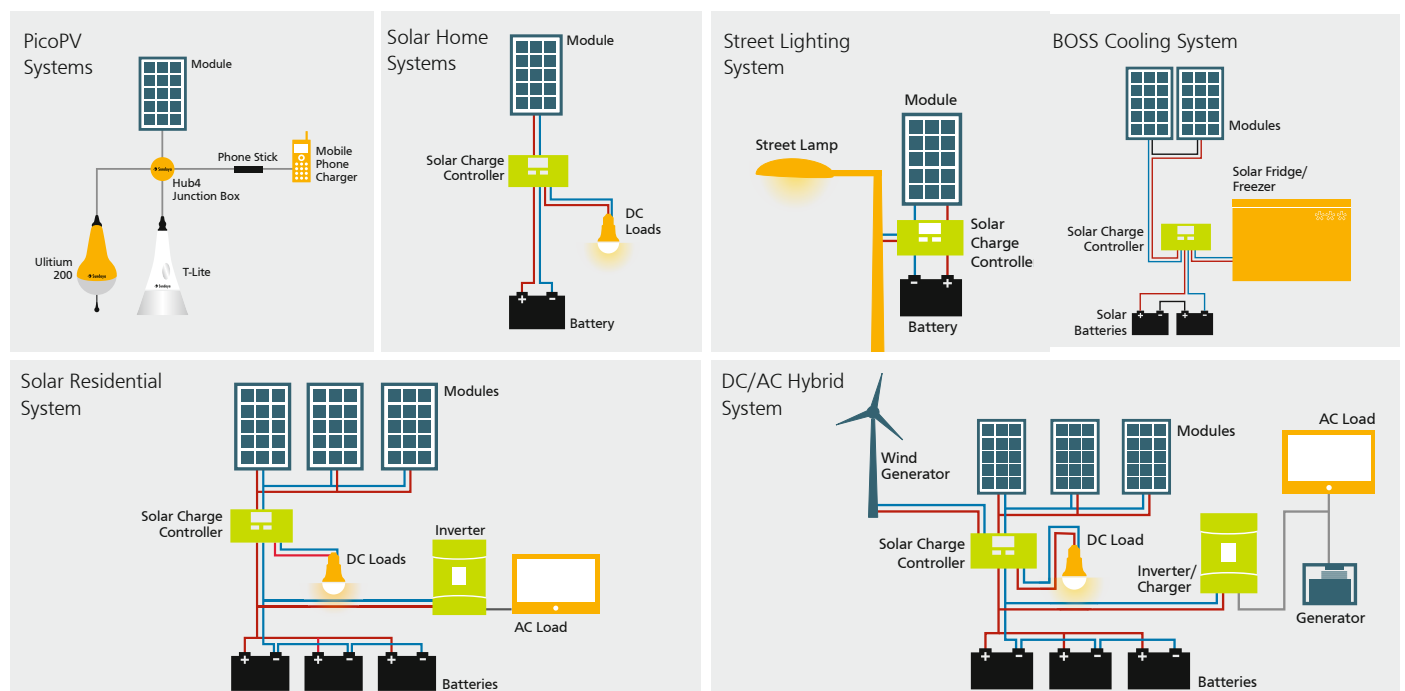 PicoPV
Systems
Module
Phone Stick
Mobile
Phone
Charger
Hub4
Junction Box
Ulitium
200
T-Lite
Solar Home
Systems
Module
Solar Charge
Controller
DC
Loads
+ −
Battery
Street Lighting
System
Module
Street Lamp
Solar
Charge
Controlle
− +
Battery
BOSS Cooling System
Modules
Solar Fridge/
Freezer
Solar Charge
Controller
Solar
Batteries
+ − + −
Solar Residential
System
Modules
Solar Charge
Controller
Inverter
DC Loads
AC Load
+ − + − + −
Batteries
DC/AC Hybrid
System
Wind
Generator
Modules
AC Load
Solar Charge
Controller
DC Load
Inverter/
Charger
Generator
+ − + − + −
Batteries